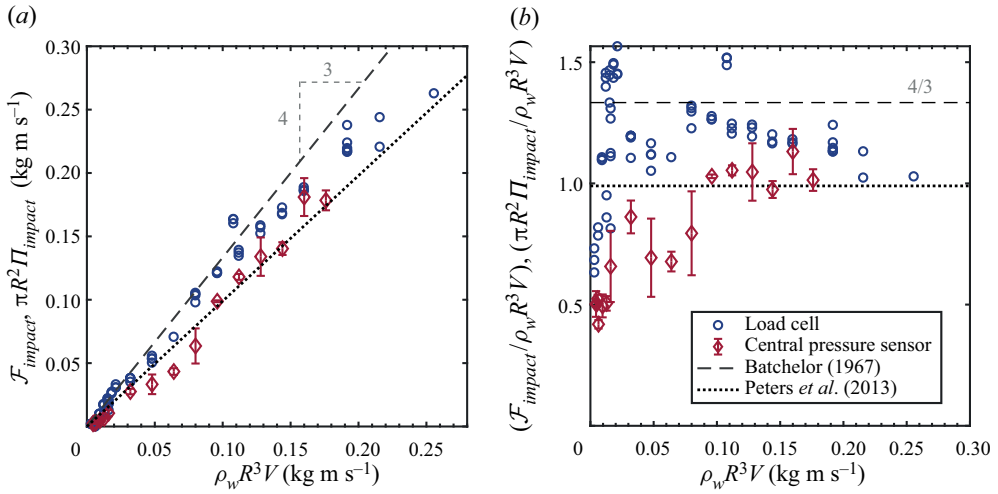 (a)
0.30
0.25
0.20
0.15
0.10
0.05
0
0.05
0.10
0.15
0.20
0.25
ℱimpact, πR²Πimpact (kg m s⁻¹)
ρwR³V (kg m s⁻¹)
3
4
(b)
1.5
1.0
0.5
0
0.05
0.10
0.15
0.20
0.25
0.30
(ℱimpact/ρwR³V), (πR²Πimpact/ρwR³V)
ρwR³V (kg m s⁻¹)
4/3
Load cell
Central pressure sensor
Batchelor (1967)
Peters et al. (2013)